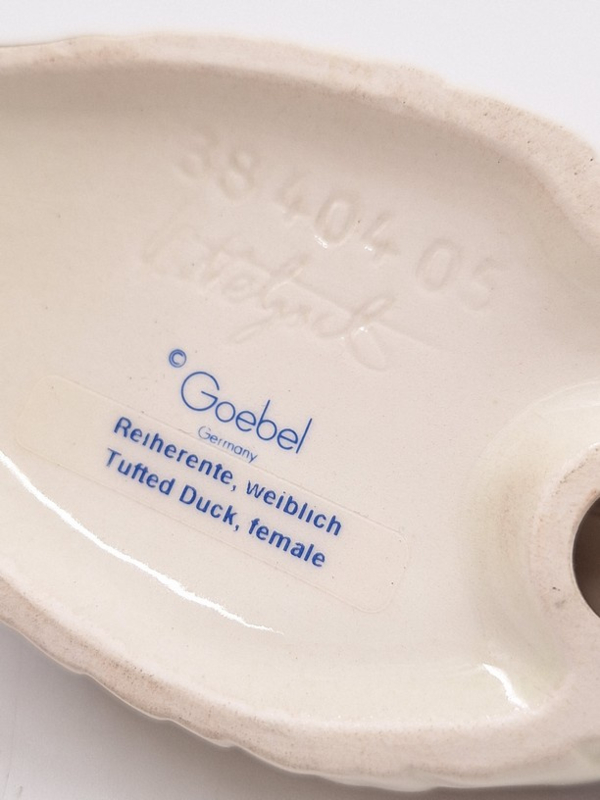 38 404 05
© Goebel
Germany
Reiherente, weiblich
Tufted Duck, female